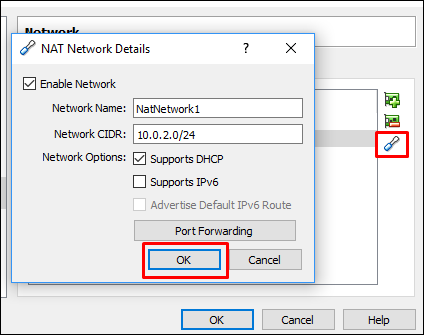 Network
NAT Network Details
Enable Network
Network Name: NatNetwork1
Network CIDR: 10.0.2.0/24
Network Options: Supports DHCP
Supports IPv6
Advertise Default IPv6 Route
Port Forwarding
OK Cancel
OK Cancel Help